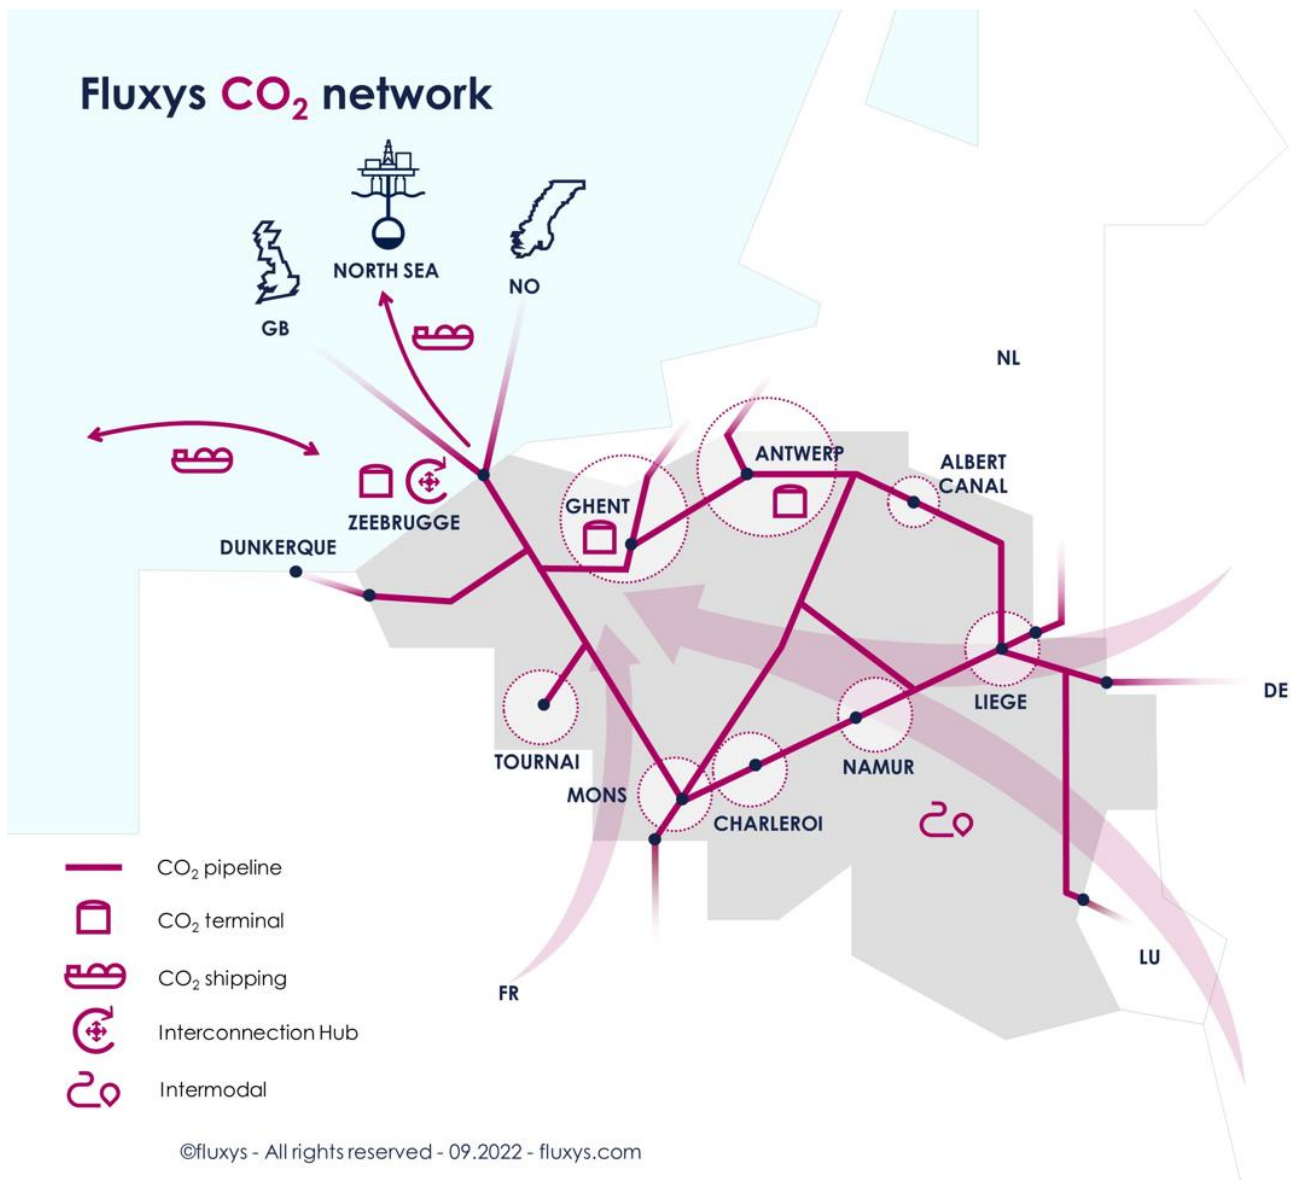 Fluxys CO₂ network
NORTH SEA
NO
GB
NL
ANTWERP
ALBERT
CANAL
GHENT
ZEEBRUGGE
DUNKERQUE
LIEGE
DE
TOURNAI
NAMUR
MONS
CHARLEROI
LU
FR
CO₂ pipeline
CO₂ terminal
CO₂ shipping
Interconnection Hub
Intermodal
©fluxys - All rights reserved - 09.2022 - fluxys.com